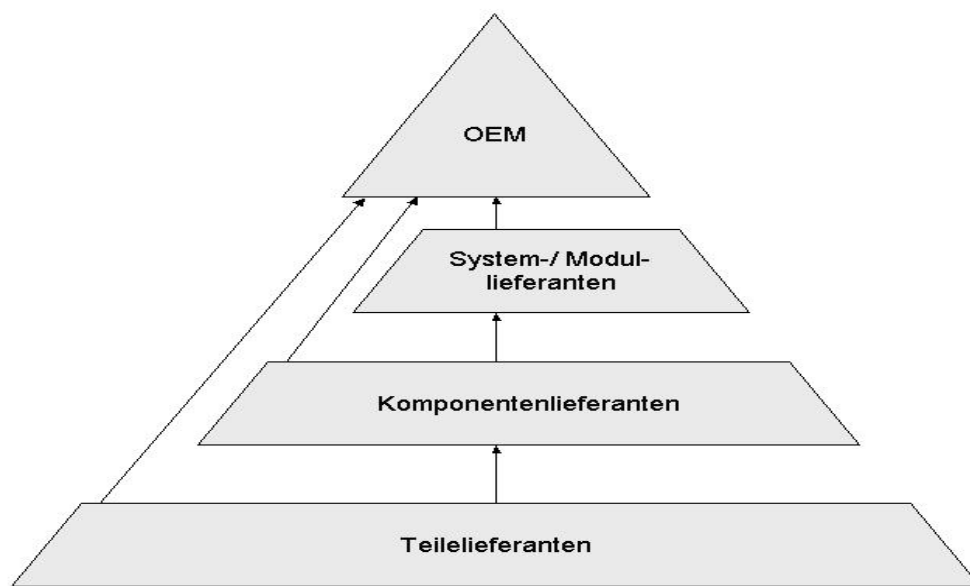 OEM
System-/ Modul-
lieferanten
Komponentenlieferanten
Teilelieferanten